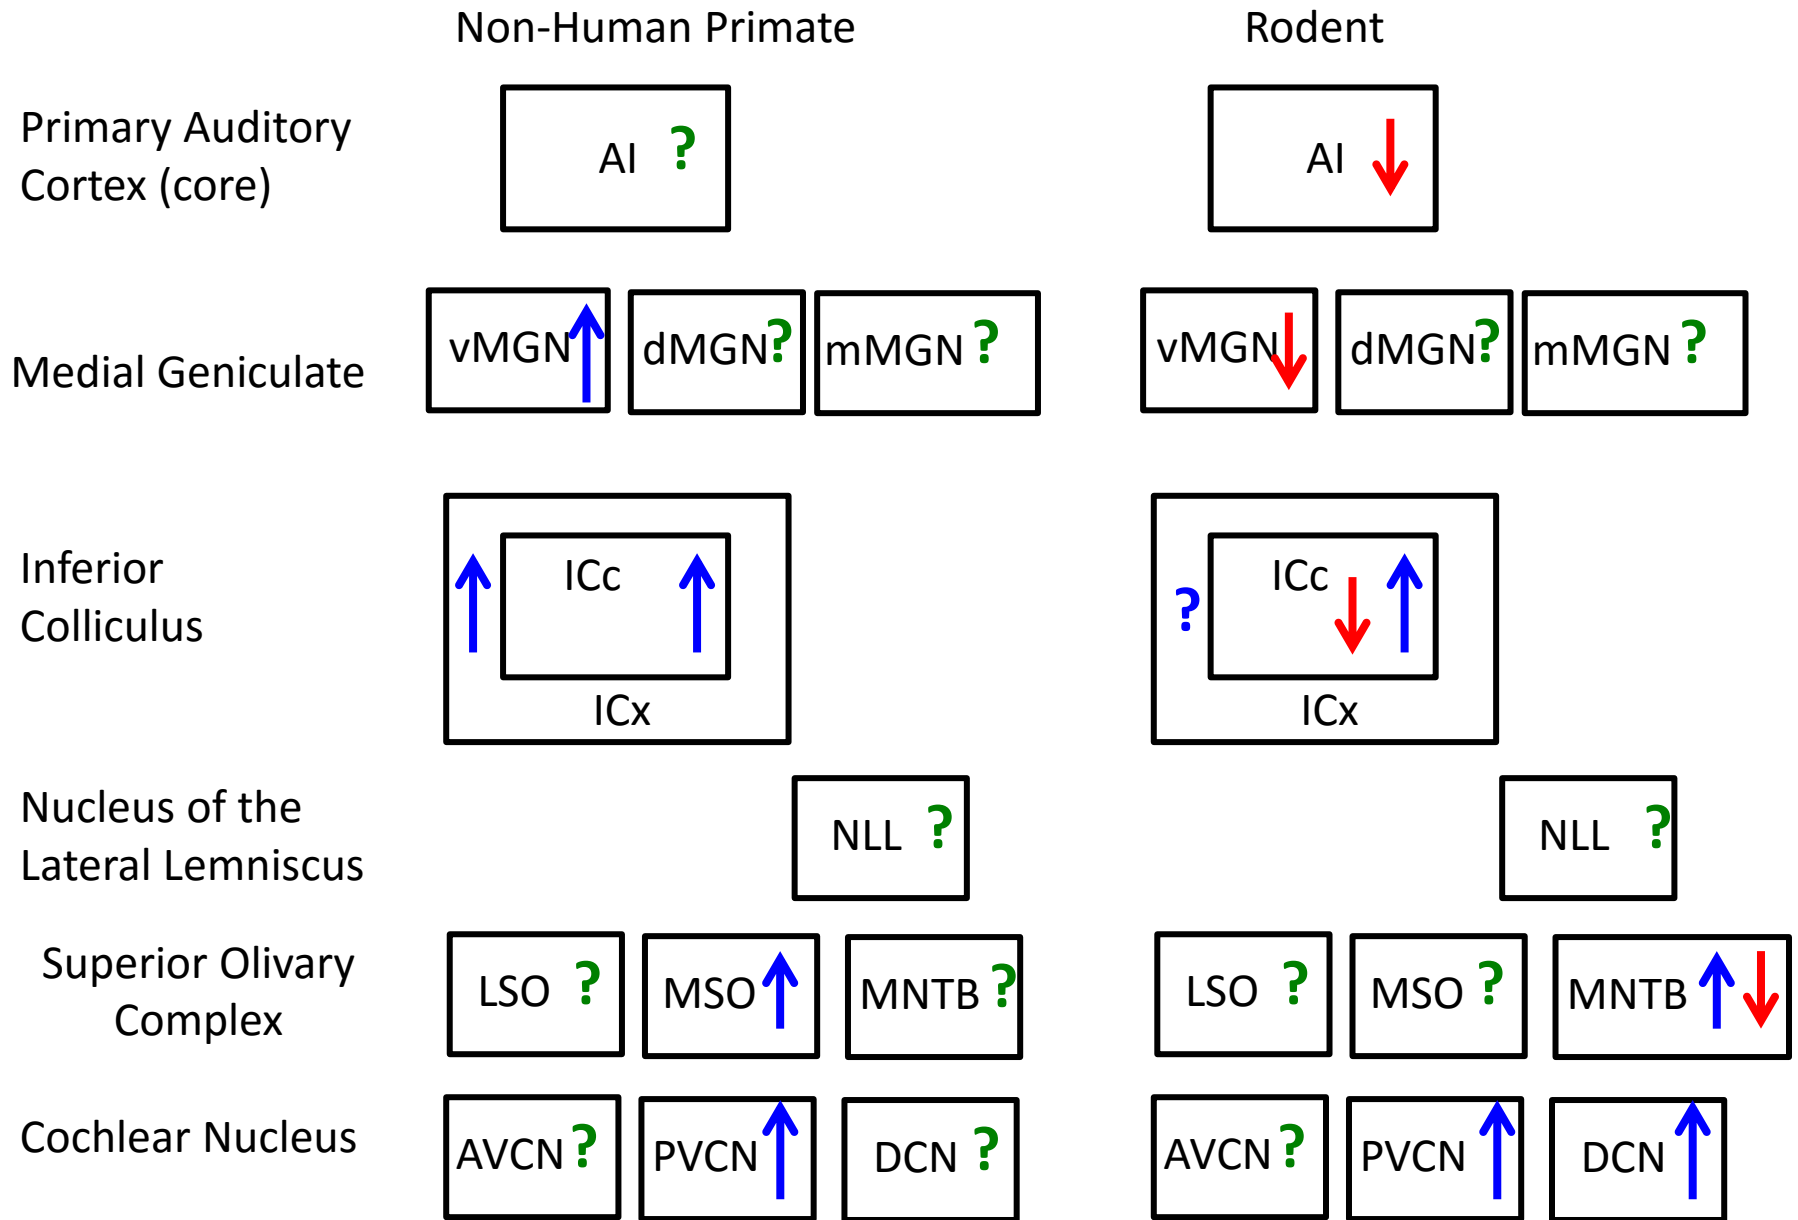 Non-Human Primate
Rodent
Primary Auditory
Cortex (core)
AI ?
AI
Medial Geniculate
vMGN
dMGN ?
mMGN ?
vMGN
dMGN ?
mMGN ?
Inferior
Colliculus
ICc
ICx
? ICc
ICx
Nucleus of the
Lateral Lemniscus
NLL ?
NLL ?
Superior Olivary
Complex
LSO ?
MSO
MNTB ?
LSO ?
MSO ?
MNTB
Cochlear Nucleus
AVCN ?
PVCN
DCN ?
AVCN ?
PVCN
DCN